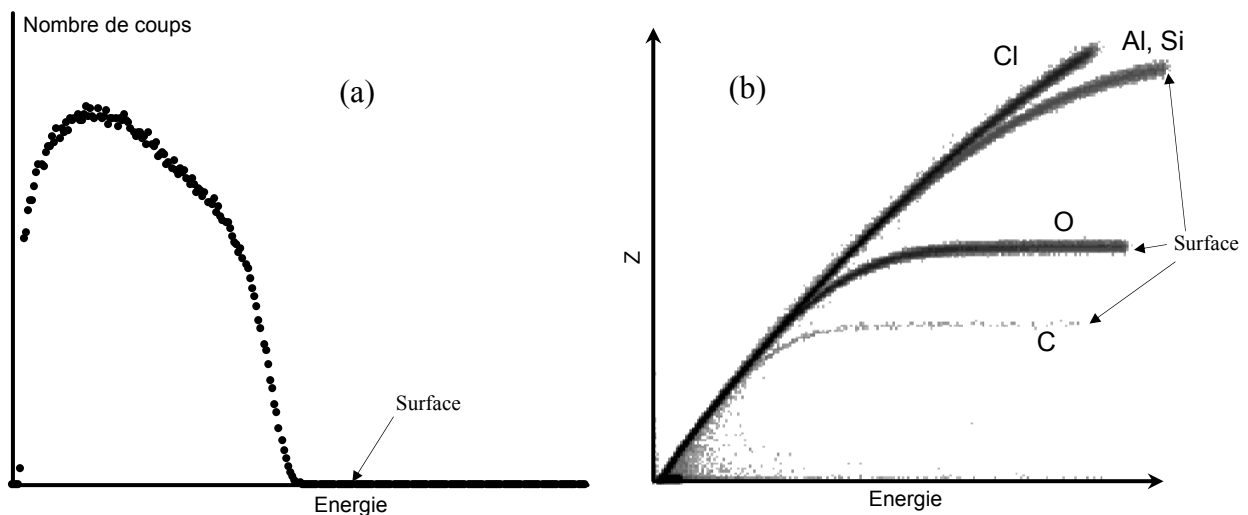 Nombre de coups
(a)
Surface
Energie
Cl
Al, Si
(b)
O
Surface
Z
C
Energie